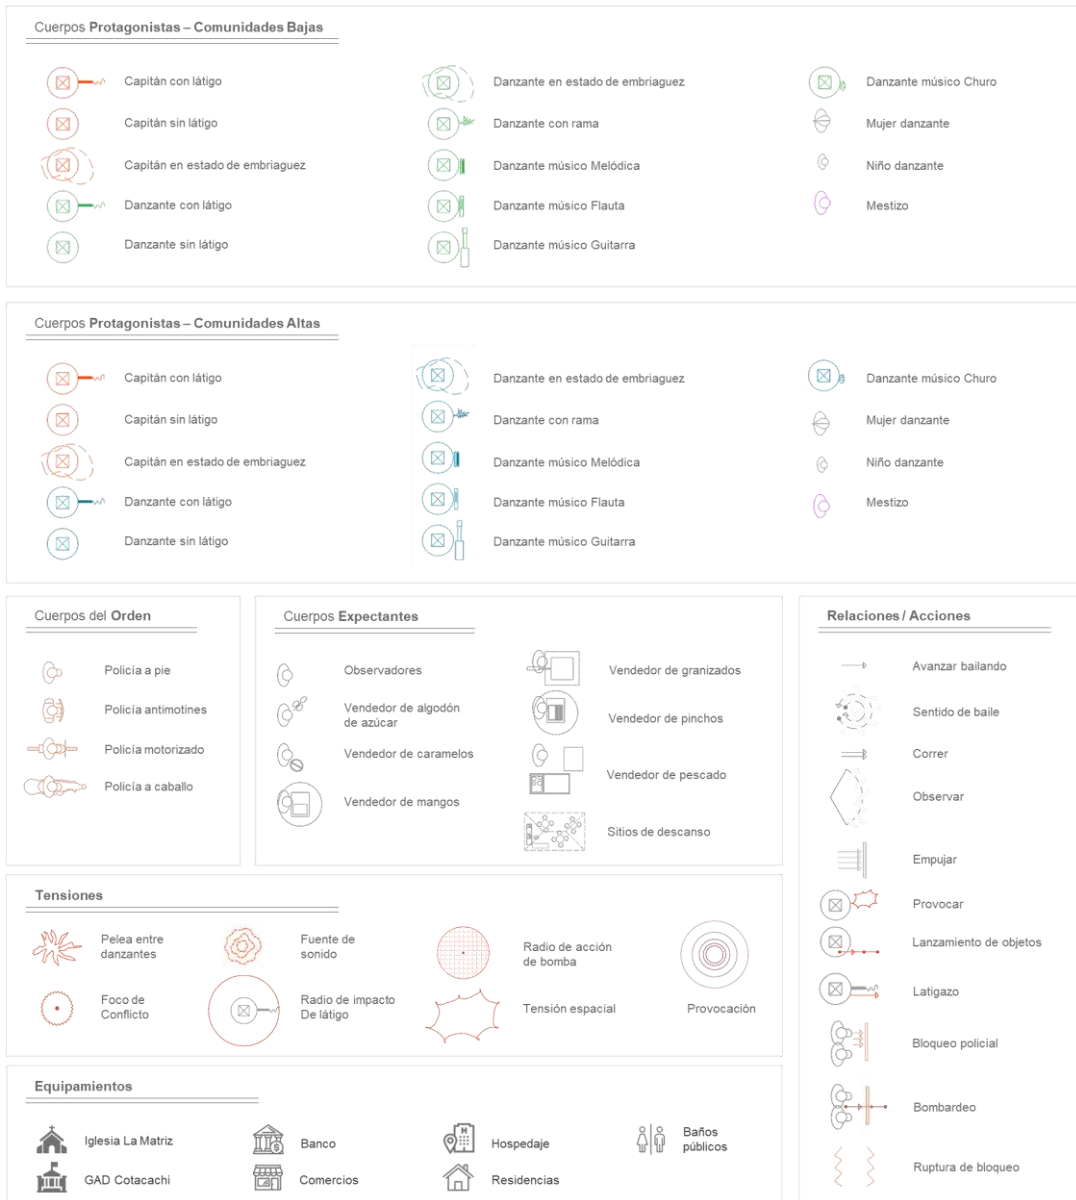 Cuerpos Protagonistas – Comunidades Bajas
Capitán con látigo
Capitán sin látigo
Capitán en estado de embriaguez
Danzante con látigo
Danzante sin látigo
Danzante en estado de embriaguez
Danzante con rama
Danzante músico Melódica
Danzante músico Flauta
Danzante músico Guitarra
Danzante músico Churo
Mujer danzante
Niño danzante
Mestizo
Cuerpos Protagonistas – Comunidades Altas
Capitán con látigo
Capitán sin látigo
Capitán en estado de embriaguez
Danzante con látigo
Danzante sin látigo
Danzante en estado de embriaguez
Danzante con rama
Danzante músico Melódica
Danzante músico Flauta
Danzante músico Guitarra
Danzante músico Churo
Mujer danzante
Niño danzante
Mestizo
Cuerpos del Orden
Policía a pie
Policía antimotines
Policía motorizado
Policía a caballo
Cuerpos Expectantes
Observadores
Vendedor de algodón
de azúcar
Vendedor de caramelos
Vendedor de mangos
Vendedor de granizados
Vendedor de pinchos
Vendedor de pescado
Sitios de descanso
Relaciones / Acciones
Avanzar bailando
Sentido de baile
Correr
Observar
Empujar
Provocar
Lanzamiento de objetos
Latigazo
Bloqueo policial
Bombardeo
Ruptura de bloqueo
Tensiones
Pelea entre
danzantes
Foco de
Conflicto
Fuente de
sonido
Radio de impacto
De látigo
Radio de acción
de bomba
Tensión espacial
Provocación
Equipamientos
Iglesia La Matriz
GAD Cotacachi
Banco
Comercios
H
Hospedaje
Residencias
Baños
públicos